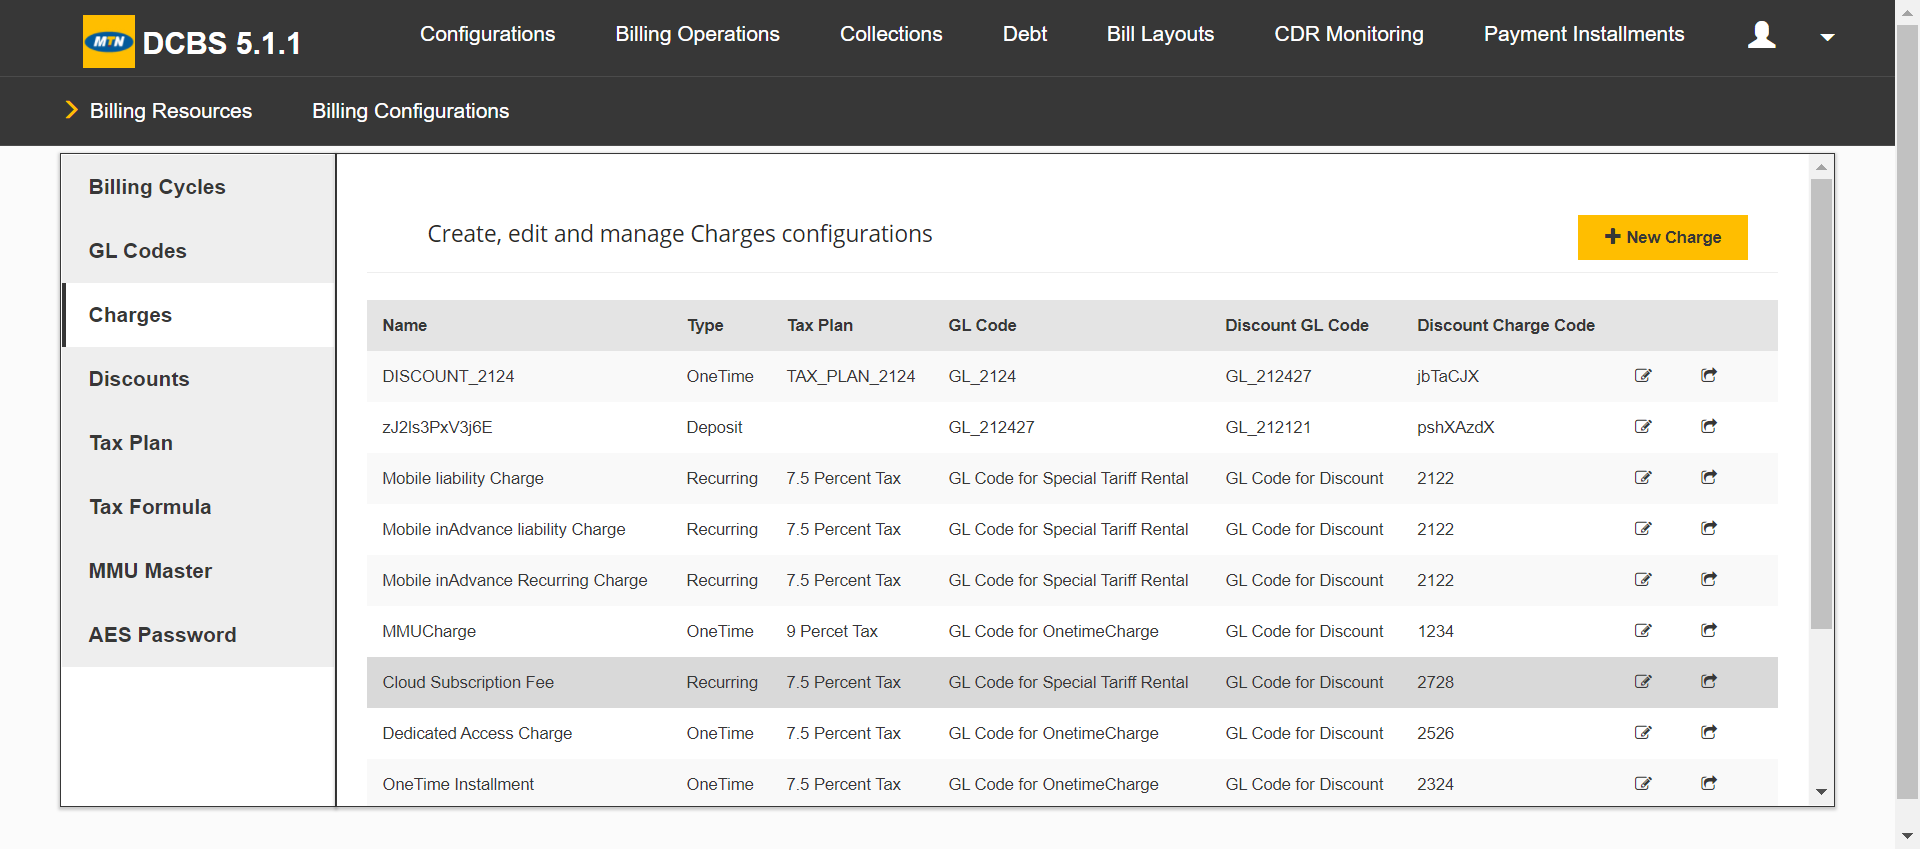 MTN DCBS 5.1.1 Configurations Billing Operations Collections Debt Bill Layouts CDR Monitoring Payment Installments
Billing Resources Billing Configurations
Billing Cycles
GL Codes
Charges
Discounts
Tax Plan
Tax Formula
MMU Master
AES Password
Create, edit and manage Charges configurations New Charge
Name Type Tax Plan GL Code Discount GL Code Discount Charge Code
DISCOUNT_2124 OneTime TAX_PLAN_2124 GL_2124 GL_212427 jbTaCJX
zJ2ls3PxV3j6E Deposit GL_212427 GL_212121 pshXAzdX
Mobile liability Charge Recurring 7.5 Percent Tax GL Code for Special Tariff Rental GL Code for Discount 2122
Mobile inAdvance liability Charge Recurring 7.5 Percent Tax GL Code for Special Tariff Rental GL Code for Discount 2122
Mobile inAdvance Recurring Charge Recurring 7.5 Percent Tax GL Code for Special Tariff Rental GL Code for Discount 2122
MMUCharge OneTime 9 Percet Tax GL Code for OnetimeCharge GL Code for Discount 1234
Cloud Subscription Fee Recurring 7.5 Percent Tax GL Code for Special Tariff Rental GL Code for Discount 2728
Dedicated Access Charge OneTime 7.5 Percent Tax GL Code for OnetimeCharge GL Code for Discount 2526
OneTime Installment OneTime 7.5 Percent Tax GL Code for OnetimeCharge GL Code for Discount 2324